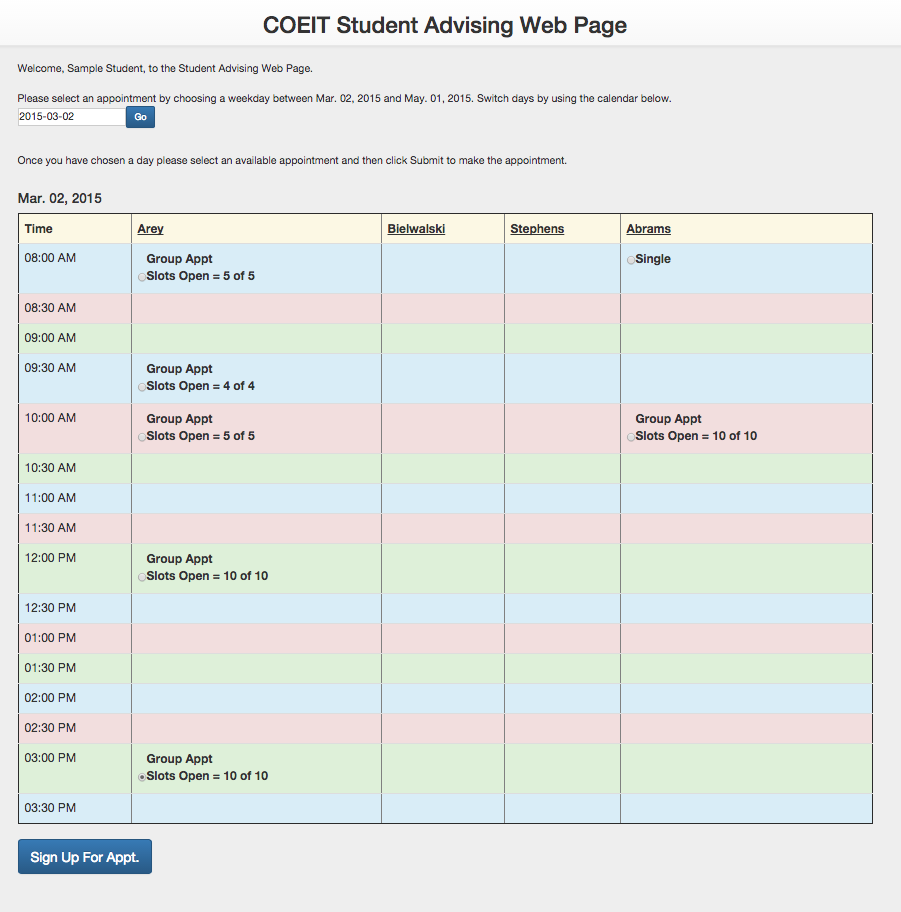 COEIT Student Advising Web Page
Welcome, Sample Student, to the Student Advising Web Page.
Please select an appointment by choosing a weekday between Mar. 02, 2015 and May. 01, 2015. Switch days by using the calendar below.
2015-03-02 Go
Once you have chosen a day please select an available appointment and then click Submit to make the appointment.
Mar. 02, 2015
Time Arey Bielwalski Stephens Abrams
08:00 AM Group Appt Single
Slots Open = 5 of 5
08:30 AM
09:00 AM
09:30 AM Group Appt
Slots Open = 4 of 4
10:00 AM Group Appt Group Appt
Slots Open = 5 of 5 Slots Open = 10 of 10
10:30 AM
11:00 AM
11:30 AM
12:00 PM Group Appt
Slots Open = 10 of 10
12:30 PM
01:00 PM
01:30 PM
02:00 PM
02:30 PM
03:00 PM Group Appt
Slots Open = 10 of 10
03:30 PM
Sign Up For Appt.